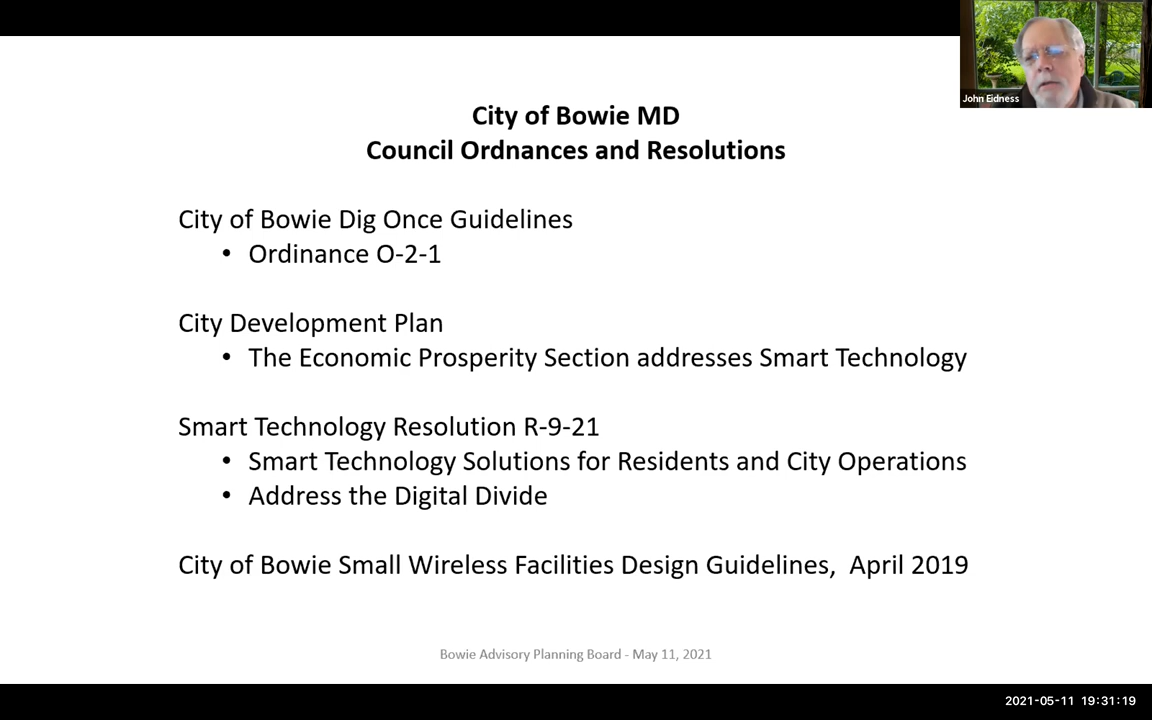 John Eidness
City of Bowie MD
Council Ordnances and Resolutions
City of Bowie Dig Once Guidelines
• Ordinance O-2-1
City Development Plan
• The Economic Prosperity Section addresses Smart Technology
Smart Technology Resolution R-9-21
• Smart Technology Solutions for Residents and City Operations
• Address the Digital Divide
City of Bowie Small Wireless Facilities Design Guidelines,  April 2019
Bowie Advisory Planning Board - May 11, 2021
2021-05-11 19:31:19